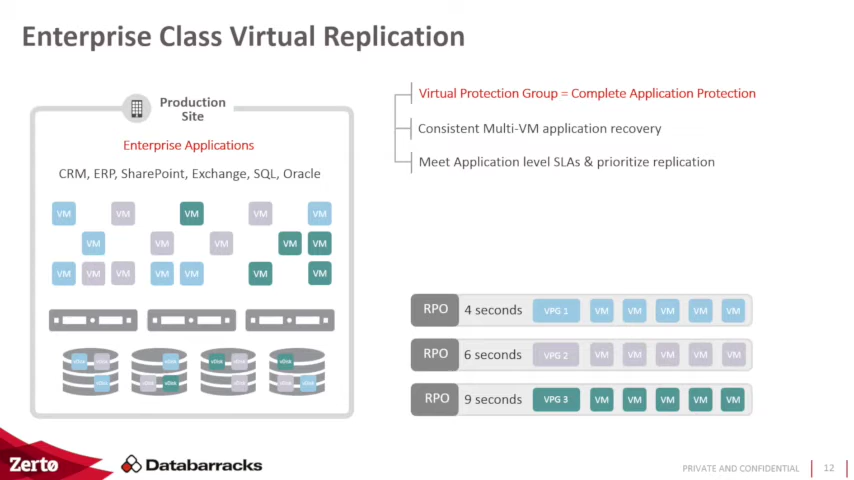 Enterprise Class Virtual Replication
Production
Site
Enterprise Applications
CRM, ERP, SharePoint, Exchange, SQL, Oracle
VM VM VM VM VM
VM VM VM VM VM
VM VM VM VM VM VM VM
Virtual Protection Group = Complete Application Protection
Consistent Multi-VM application recovery
Meet Application level SLAs & prioritize replication
RPO 4 seconds VPG 1 VM VM VM VM VM
RPO 6 seconds VPG 2 VM VM VM VM VM
RPO 9 seconds VPG 3 VM VM VM VM VM
Zerto
Databarracks
PRIVATE AND CONFIDENTIAL 12